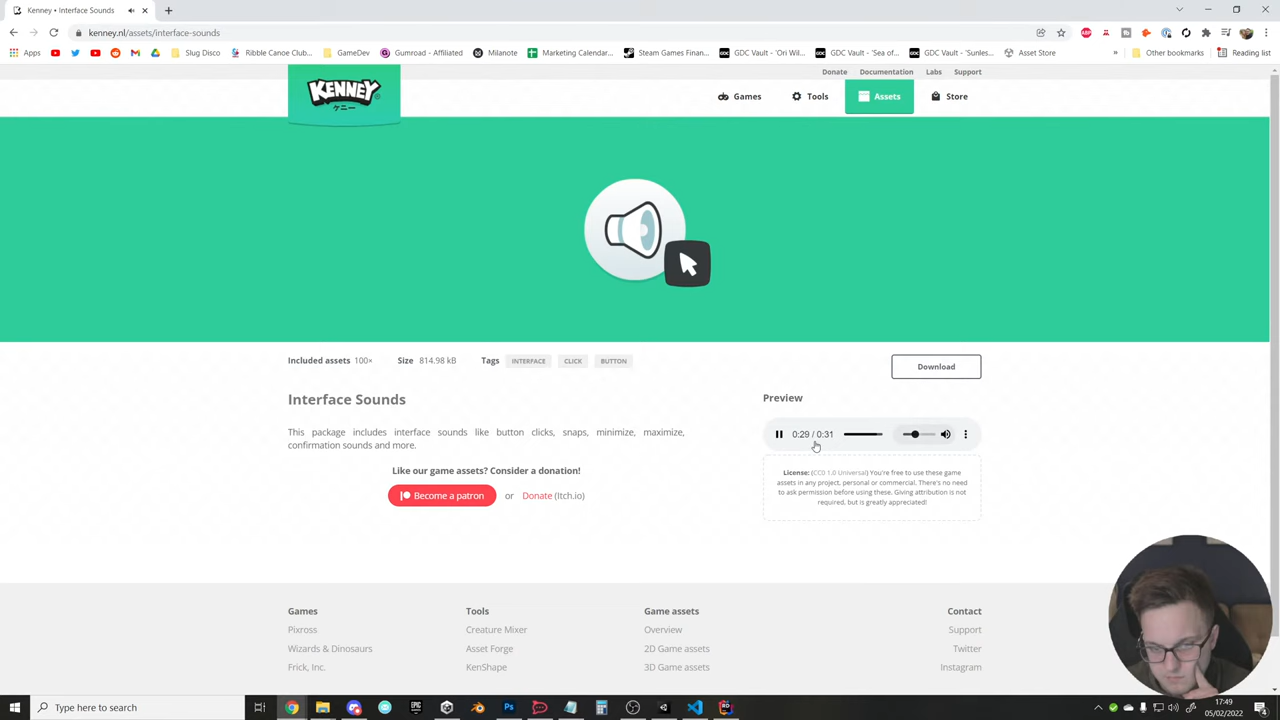 Kenney • Interface Sounds
kenney.nl/assets/interface-sounds
Apps
Slug Disco
Ribble Canoe Club...
GameDev
Gumroad - Affiliated
Milanote
Marketing Calendar...
Steam Games Finan...
GDC Vault - 'Ori Wil...
GDC Vault - 'Sea of...
GDC Vault - 'Sunles...
Asset Store
»
Other bookmarks
Reading list
Donate
Documentation
Labs
Support
KENNEY
ケニー
Games
Tools
Assets
Store
Included assets 100×
Size 814.98 kB
Tags INTERFACE CLICK BUTTON
Download
Interface Sounds
This package includes interface sounds like button clicks, snaps, minimize, maximize,
confirmation sounds and more.
Like our game assets? Consider a donation!
Become a patron or Donate (Itch.io)
Preview
0:29 / 0:31
License: (CC0 1.0 Universal) You're free to use these game
assets in any project, personal or commercial. There's no need
to ask permission before using these. Giving attribution is not
required, but is greatly appreciated!
Games
Pixross
Wizards & Dinosaurs
Frick, Inc.
Tools
Creature Mixer
Asset Forge
KenShape
Game assets
Overview
2D Game assets
3D Game assets
Contact
Support
Twitter
Instagram
Type here to search
17:49
05/02/2022